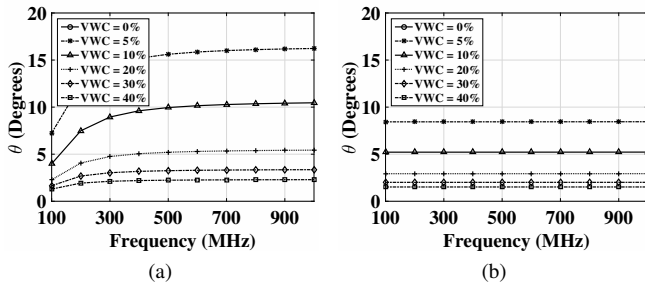 20
15
10
5
0
θ (Degrees)
VWC = 0%
VWC = 5%
VWC = 10%
VWC = 20%
VWC = 30%
VWC = 40%
100 300 500 700 900
Frequency (MHz)
(a)
20
15
10
5
0
θ (Degrees)
VWC = 0%
VWC = 5%
VWC = 10%
VWC = 20%
VWC = 30%
VWC = 40%
100 300 500 700 900
Frequency (MHz)
(b)